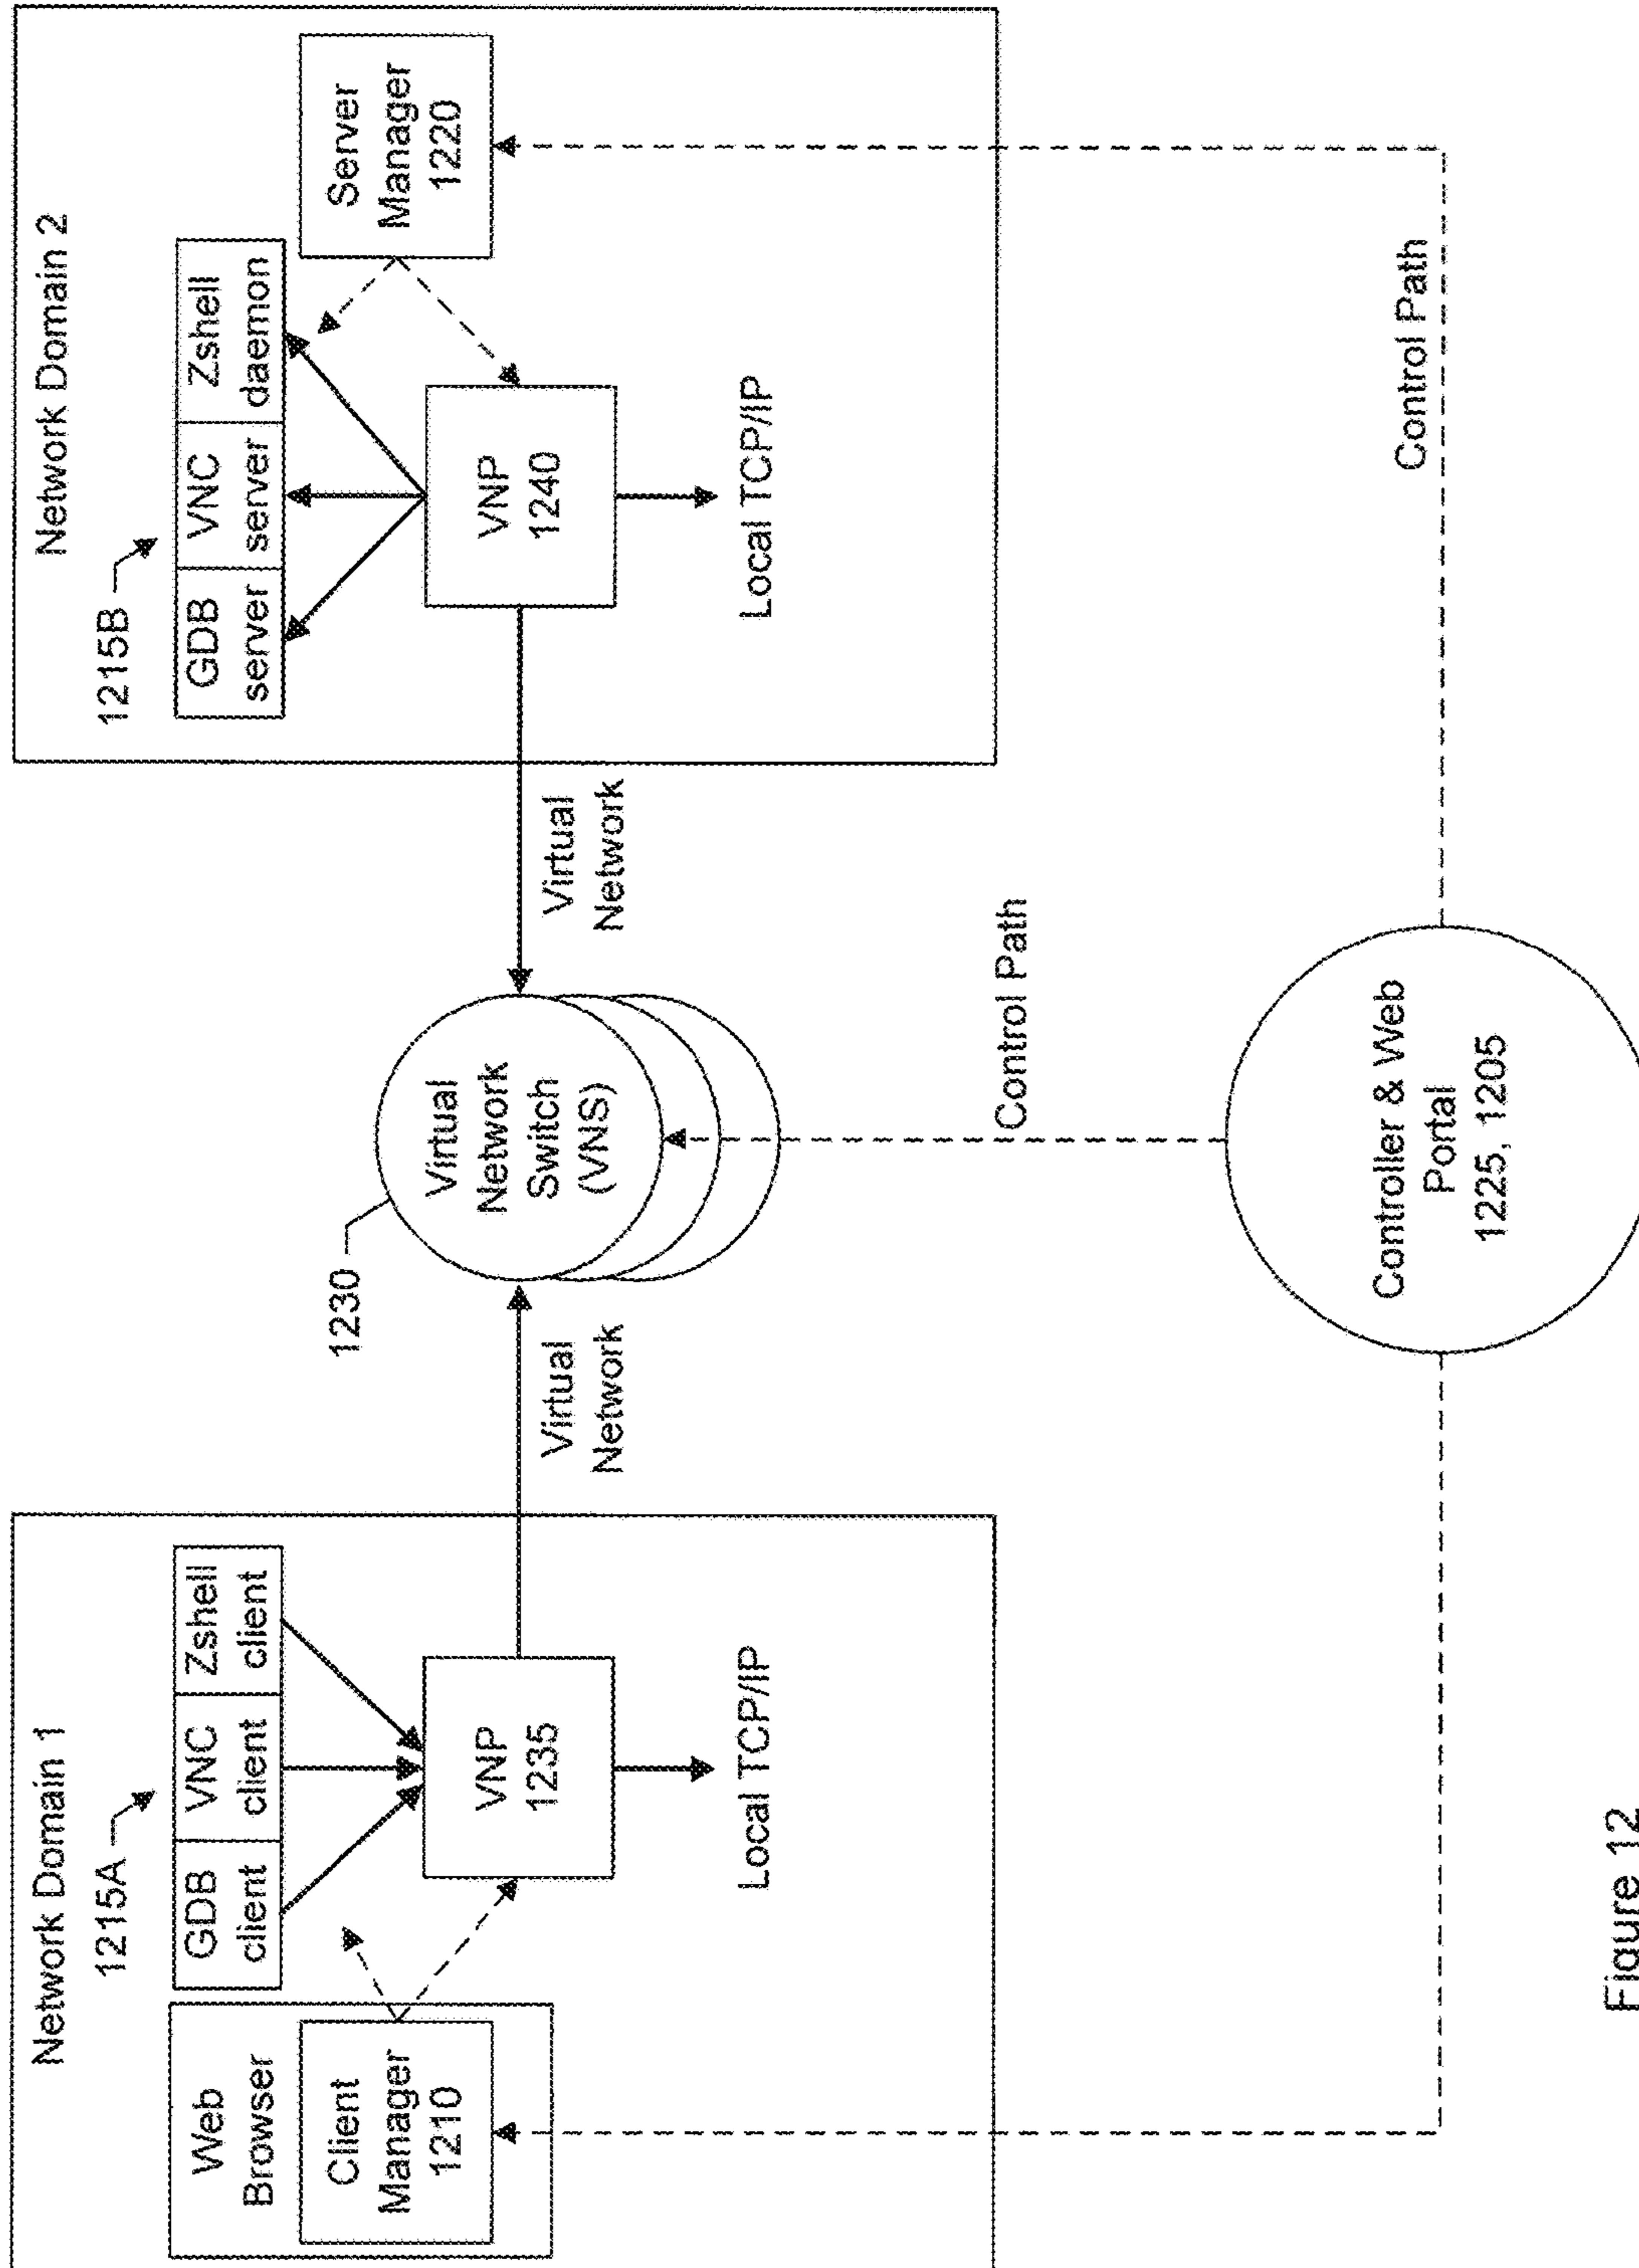 Network Domain 1
1215A
Web
Browser
Client
Manager
1210
GDB
client
VNC
client
Zshell
client
VNP
1235
Local TCP/IP
Virtual
Network
1230
Virtual
Network
Switch
(VNS)
Virtual
Network
Network Domain 2
1215B
GDB
server
VNC
server
Zshell
daemon
Server
Manager
1220
VNP
1240
Local TCP/IP
Control Path
Control Path
Controller & Web
Portal
1225, 1205
Figure 12